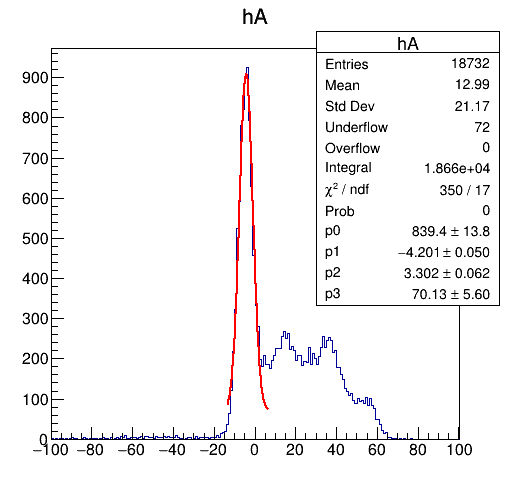 hA
hA
Entries 18732
Mean 12.99
Std Dev 21.17
Underflow 72
Overflow 0
Integral 1.866e+04
χ² / ndf 350 / 17
Prob 0
p0 839.4 ± 13.8
p1 −4.201 ± 0.050
p2 3.302 ± 0.062
p3 70.13 ± 5.60
900
800
700
600
500
400
300
200
100
0
−100 −80 −60 −40 −20 0 20 40 60 80 100